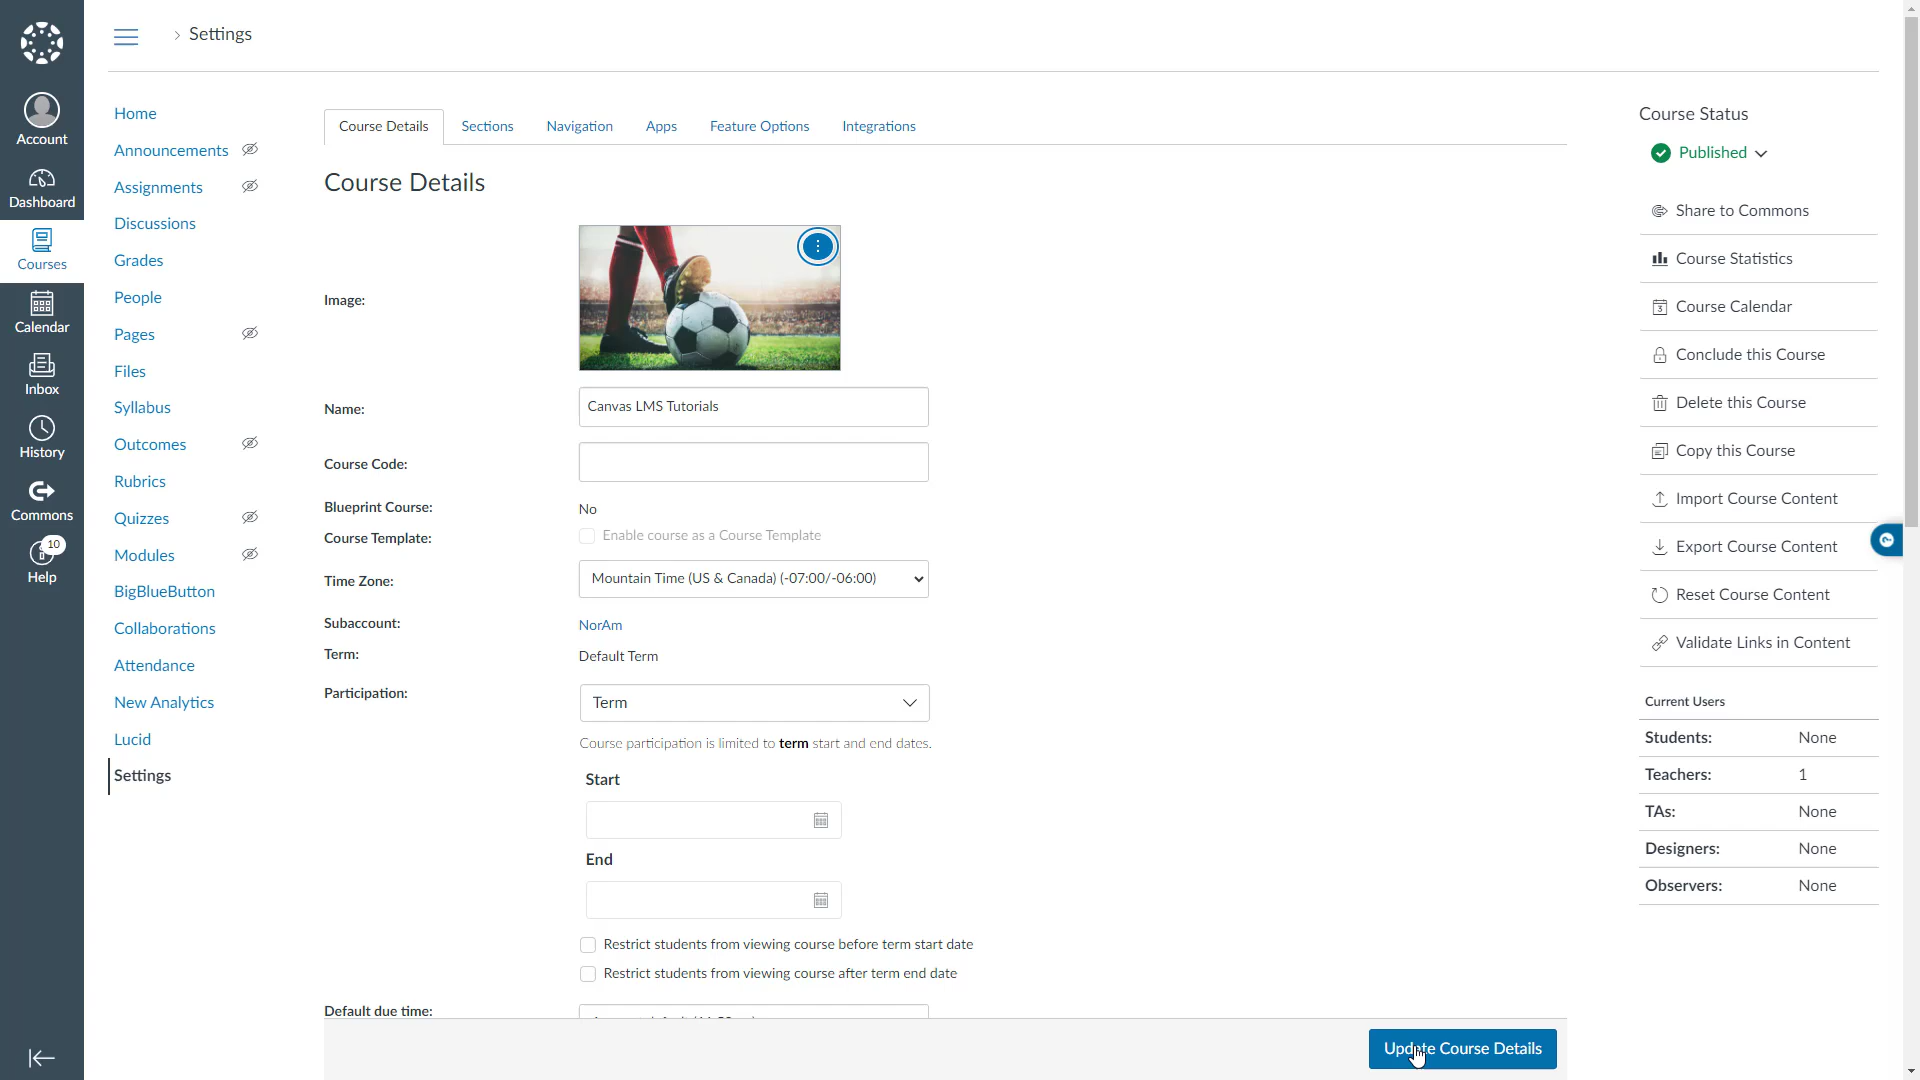 Settings
Account
Dashboard
Courses
Calendar
Inbox
History
Commons
10
Help
Home
Announcements
Assignments
Discussions
Grades
People
Pages
Files
Syllabus
Outcomes
Rubrics
Quizzes
Modules
BigBlueButton
Collaborations
Attendance
New Analytics
Lucid
Settings
Course Details
Sections
Navigation
Apps
Feature Options
Integrations
Course Details
Image:
Name:
Canvas LMS Tutorials
Course Code:
Blueprint Course:
No
Course Template:
Enable course as a Course Template
Time Zone:
Mountain Time (US & Canada) (-07:00/-06:00)
Subaccount:
NorAm
Term:
Default Term
Participation:
Term
Course participation is limited to term start and end dates.
Start
End
Restrict students from viewing course before term start date
Restrict students from viewing course after term end date
Default due time:
Update Course Details
Course Status
Published
Share to Commons
Course Statistics
3
Course Calendar
Conclude this Course
Delete this Course
Copy this Course
Import Course Content
Export Course Content
Reset Course Content
Validate Links in Content
Current Users
Students:
None
Teachers:
1
TAs:
None
Designers:
None
Observers:
None